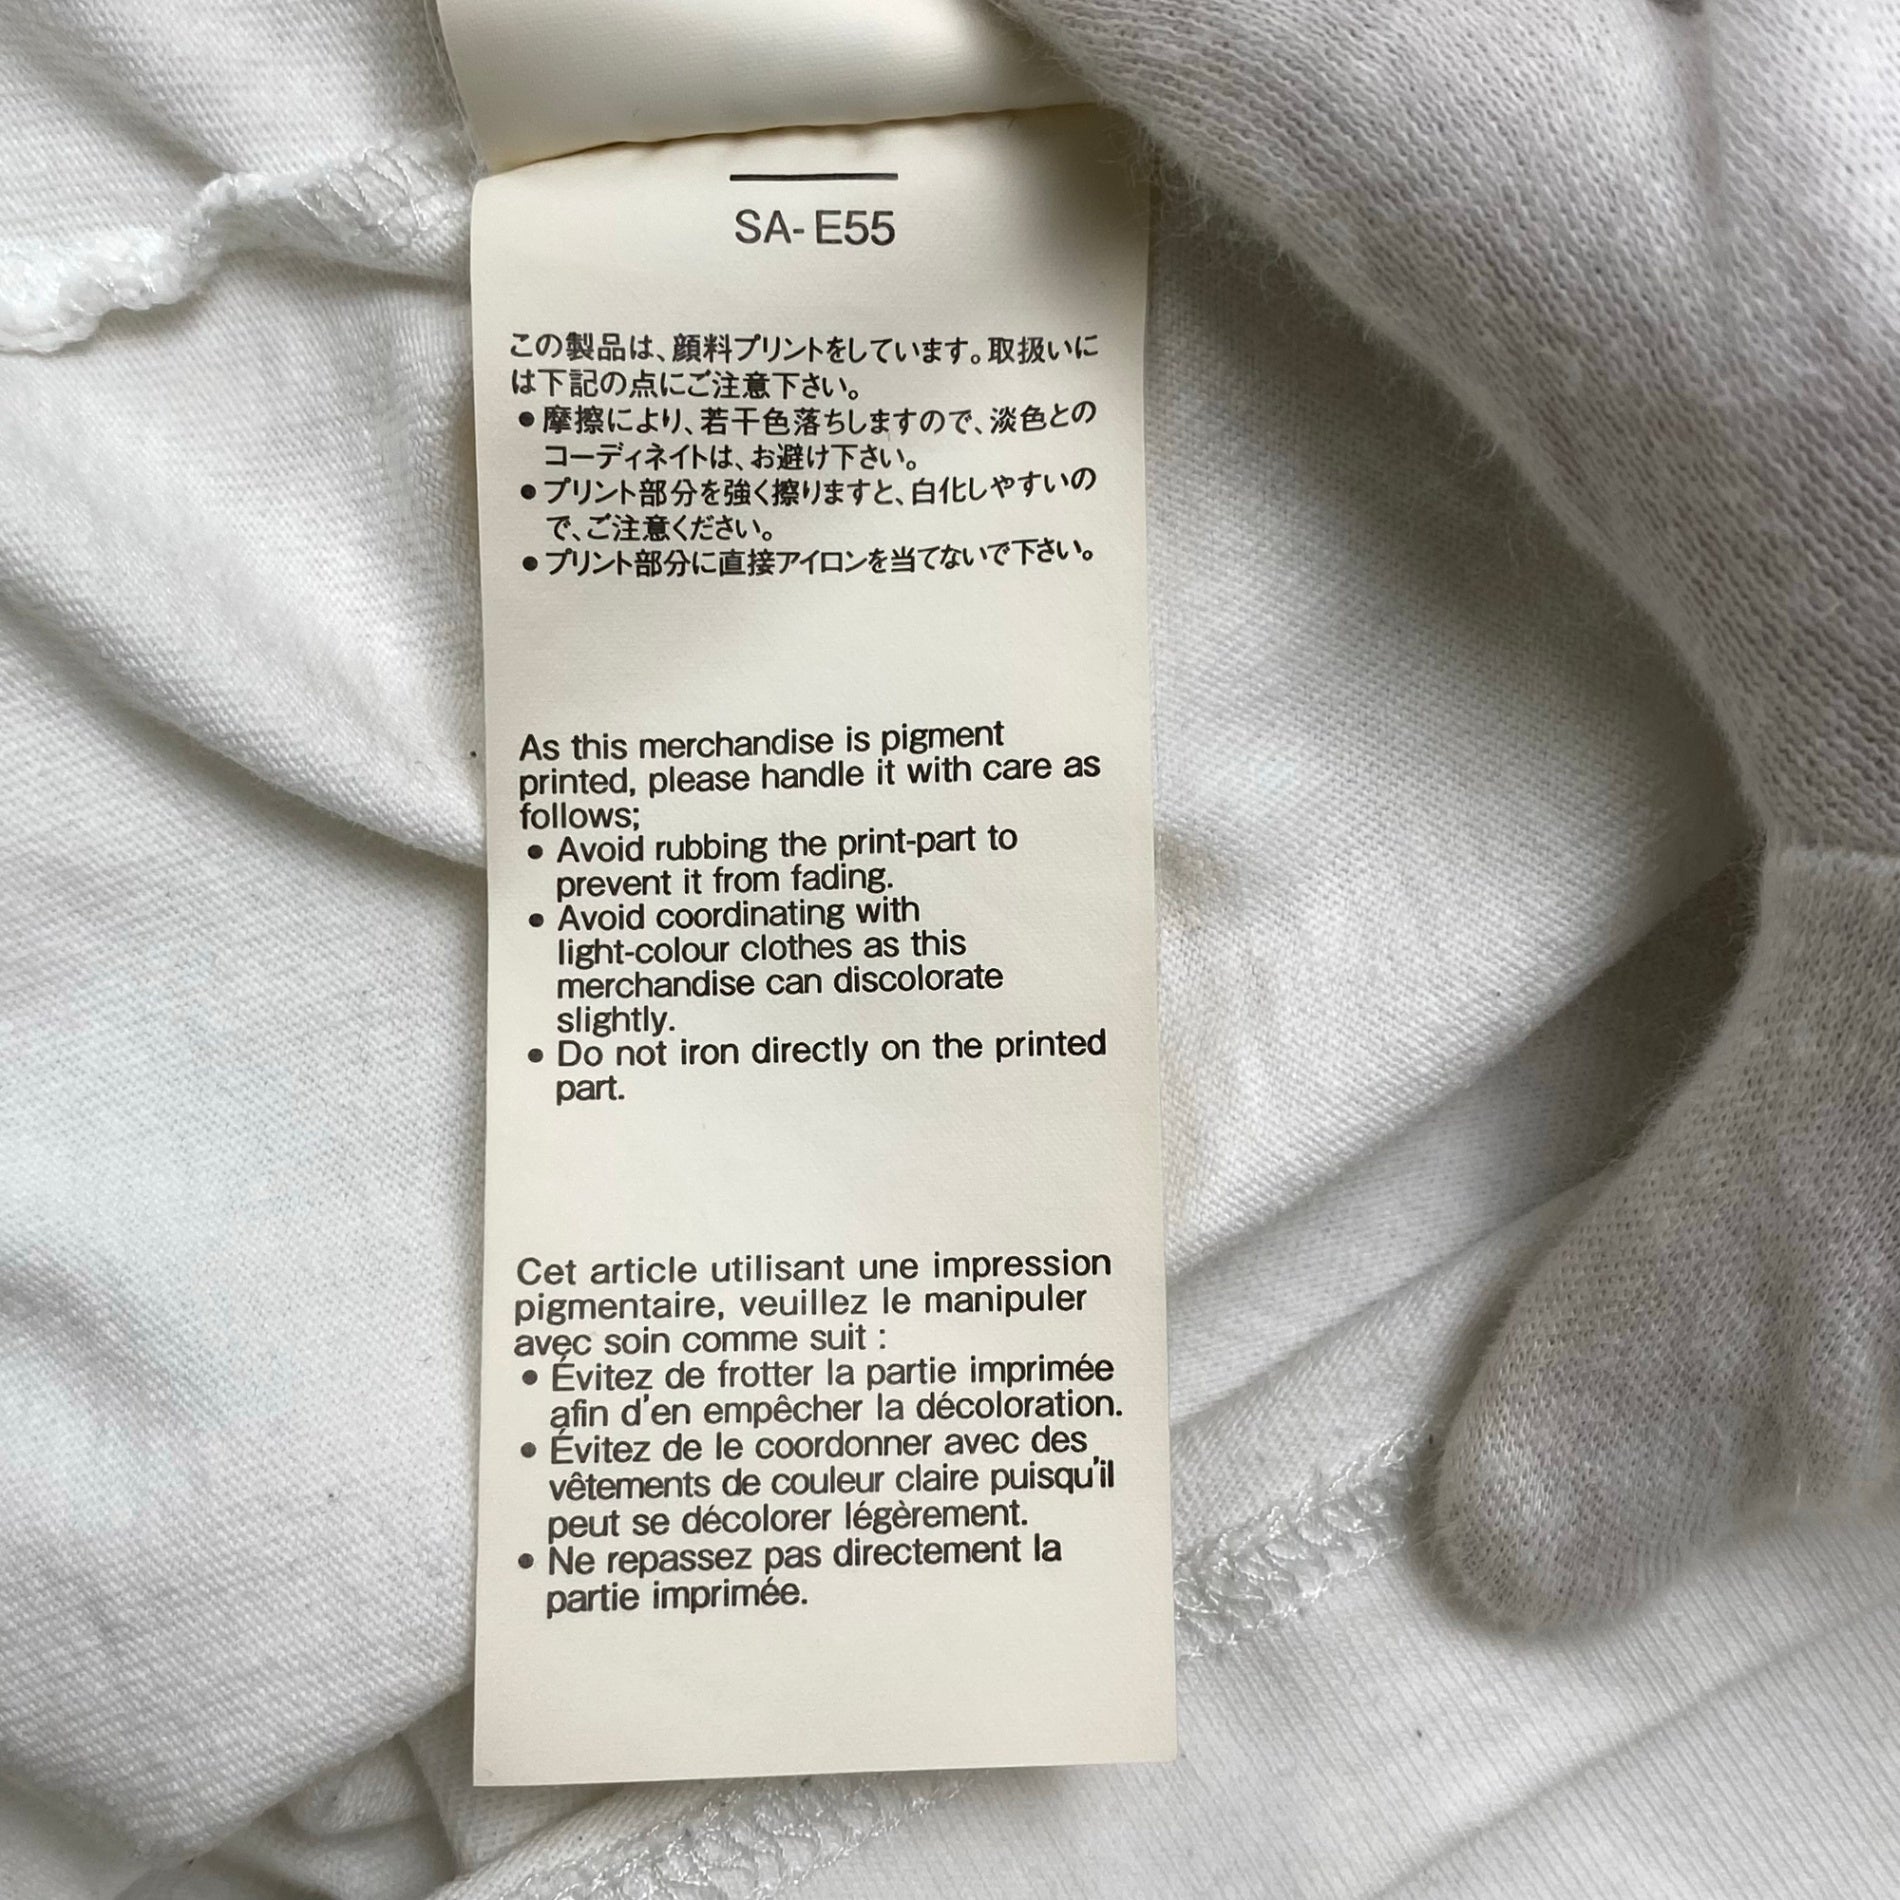 SA-E55
この製品は、顔料プリントをしています。取扱いに
は下記の点にご注意下さい。
●摩擦により、若干色落ちしますので、淡色との
コーディネイトは、お避け下さい。
●プリント部分を強く擦りますと、白化しやすいの
で、ご注意ください。
●プリント部分に直接アイロンを当てないで下さい。
As this merchandise is pigment
printed, please handle it with care as
follows;
● Avoid rubbing the print-part to
prevent it from fading.
● Avoid coordinating with
light-colour clothes as this
merchandise can discolorate
slightly.
● Do not iron directly on the printed
part.
Cet article utilisant une impression
pigmentaire, veuillez le manipuler
avec soin comme suit :
● Évitez de frotter la partie imprimée
afin d'en empêcher la décoloration.
● Évitez de le coordonner avec des
vêtements de couleur claire puisqu'il
peut se décolorer légèrement.
● Ne repassez pas directement la
partie imprimée.